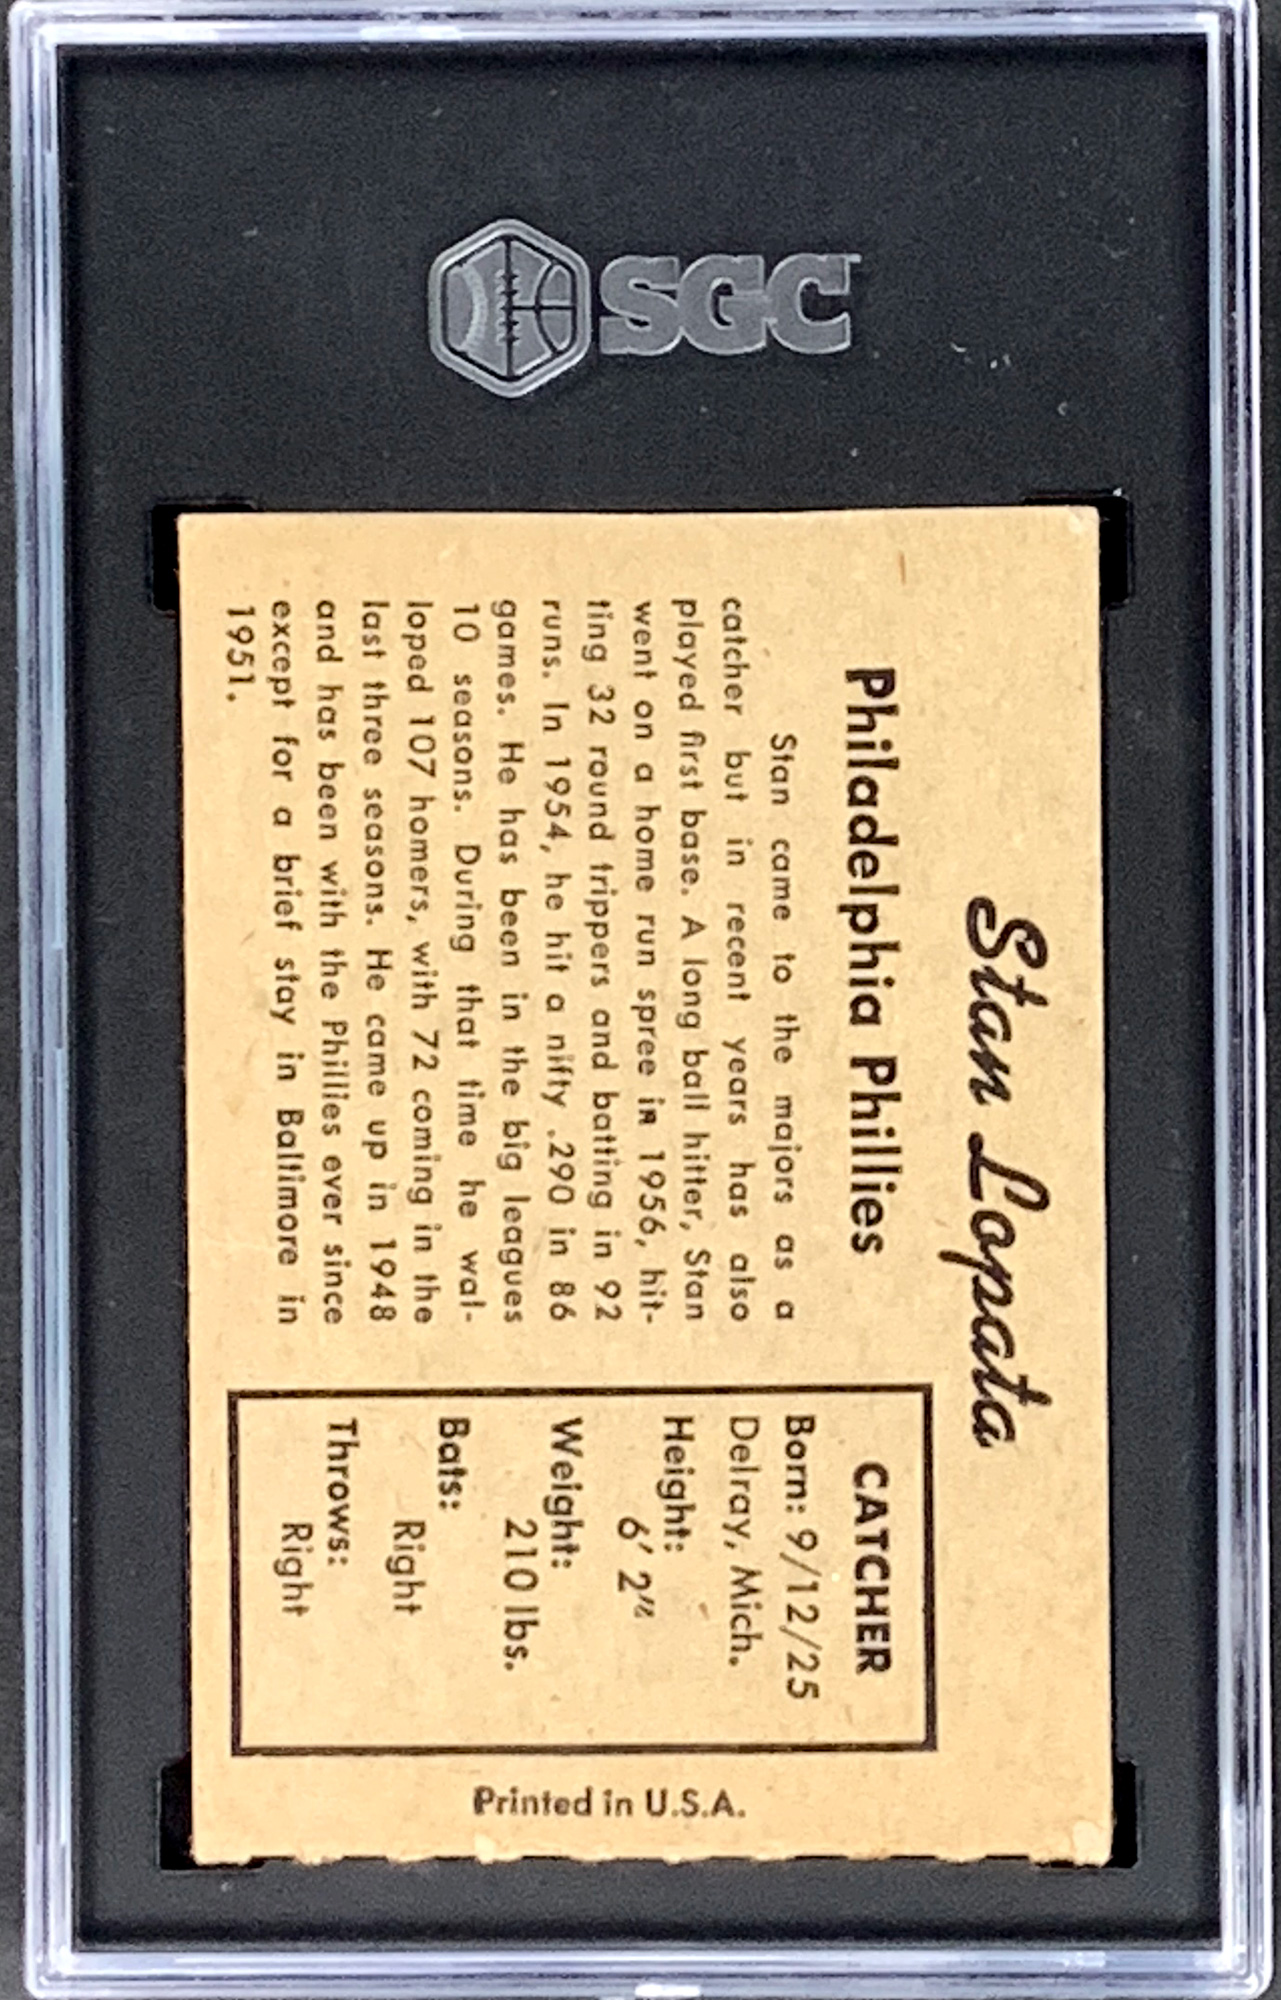 SGC
Stan Lopata
Philadelphia Phillies
Stan came to the majors as a
catcher but in recent years has also
played first base. A long ball hitter, Stan
went on a home run spree in 1956, hit-
ting 32 round trippers and batting in 92
runs. In 1954, he hit a nifty .290 in 86
games. He has been in the big leagues
10 seasons. During that time he wal-
loped 107 homers, with 72 coming in the
last three seasons. He came up in 1948
and has been with the Phillies ever since
except for a brief stay in Baltimore in
1951.
CATCHER
Born: 9/12/25
Delray, Mich.
Height:
6' 2"
Weight:
210 lbs.
Bats:
Right
Throws:
Right
Printed in U.S.A.